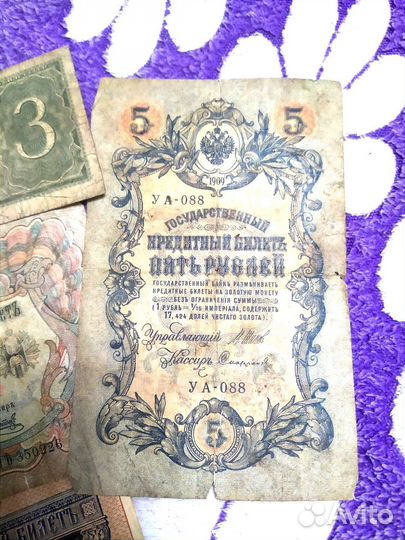 3
5 5
1909
УА-088
ГОСУДАРСТВЕННЫЙ
КРЕДИТНЫЙ БИЛЕТЪ
ПЯТЬ РУБЛЕЙ
ГОСУДАРСТВЕННЫЙ БАНКЪ РАЗМѢНИВАЕТЪ
КРЕДИТНЫЕ БИЛЕТЫ НА ЗОЛОТУЮ МОНЕТУ
БЕЗЪ ОГРАНИЧЕНІЯ СУММЫ
(1 РУБЛЬ = 1/15 ИМПЕРІАЛА, СОДЕРЖИТЪ
17,424 ДОЛЕЙ ЧИСТАГО ЗОЛОТА).
Управляющій
Кассиръ
УА-088
5
1909
350926
БИЛЕТЪ
Avito